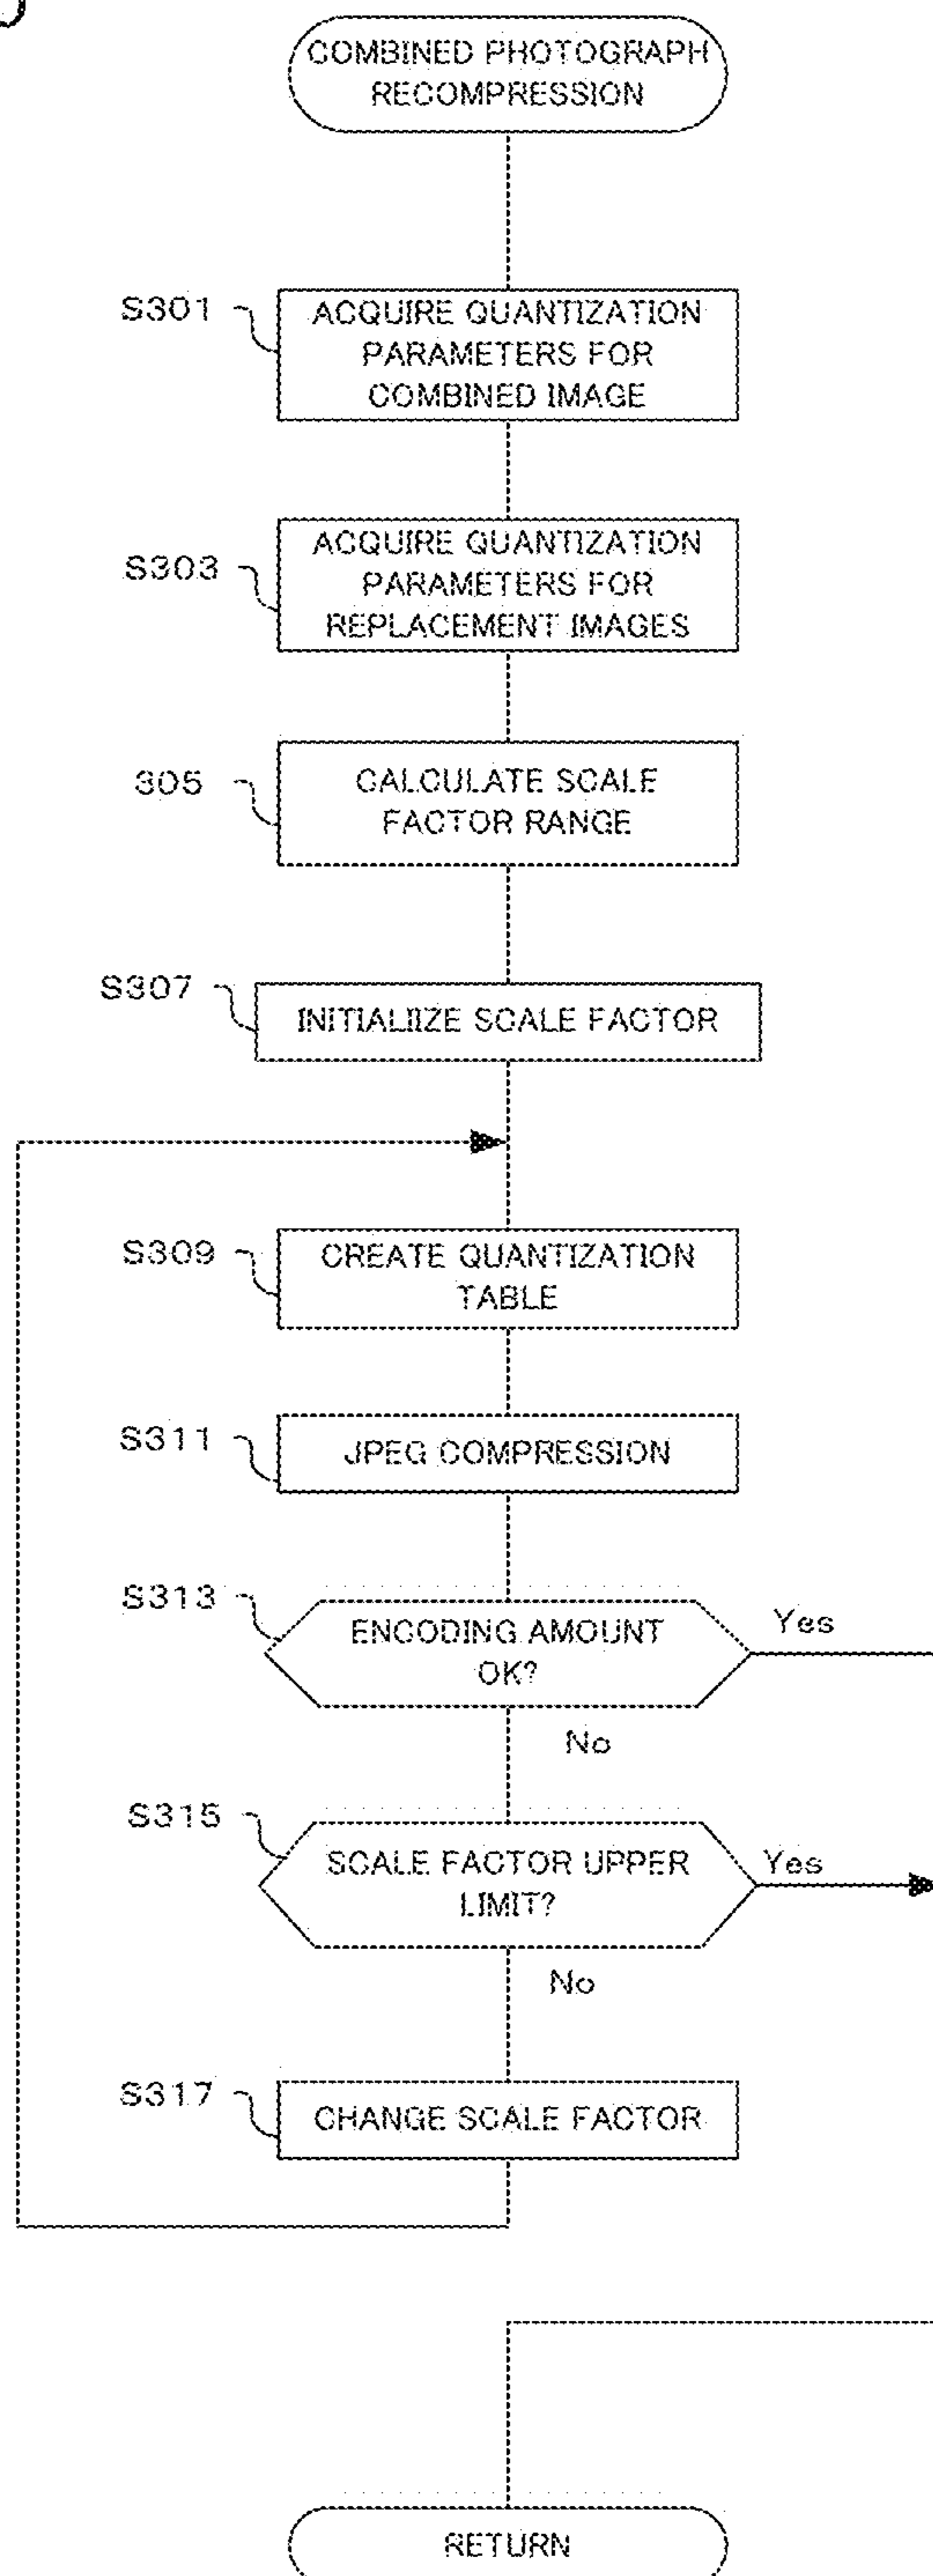 COMBINED PHOTOGRAPH
RECOMPRESSION
S301
ACQUIRE QUANTIZATION
PARAMETERS FOR
COMBINED IMAGE
S303
ACQUIRE QUANTIZATION
PARAMETERS FOR
REPLACEMENT IMAGES
305
CALCULATE SCALE
FACTOR RANGE
S307
INITIALIIZE SCALE FACTOR
S309
CREATE QUANTIZATION
TABLE
S311
JPEG COMPRESSION
S313
ENCODING AMOUNT
OK?
Yes
No
S315
SCALE FACTOR UPPER
LIMIT?
Yes
No
S317
CHANGE SCALE FACTOR
RETURN